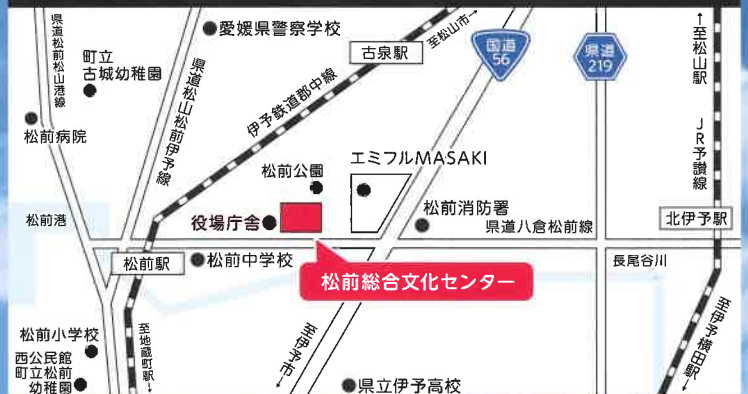 県道松前松山港線
愛媛県警察学校
町立
古城幼稚園
県道松山松前伊予線
古泉駅
至松山市→
国道
56
県道
219
←至松山駅
JR予讃線
伊予鉄道郡中線
松前病院
松前公園
エミフルMASAKI
松前港
役場庁舎
松前消防署
県道八倉松前線
北伊予駅
松前駅
松前中学校
長尾谷川
松前総合文化センター
松前小学校
西公民館
町立松前
幼稚園
至地蔵町駅→
至伊予市→
至伊予横田駅→
県立伊予高校